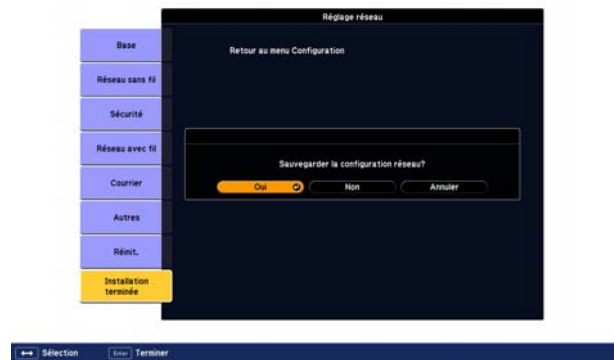 Réglage réseau
Base
Retour au menu Configuration
Réseau sans fil
Sécurité
Réseau avec fil
Sauvegarder la configuration réseau?
Oui Non Annuler
Courrier
Autres
Réinit.
Installation
terminée
Sélection Enter Terminer